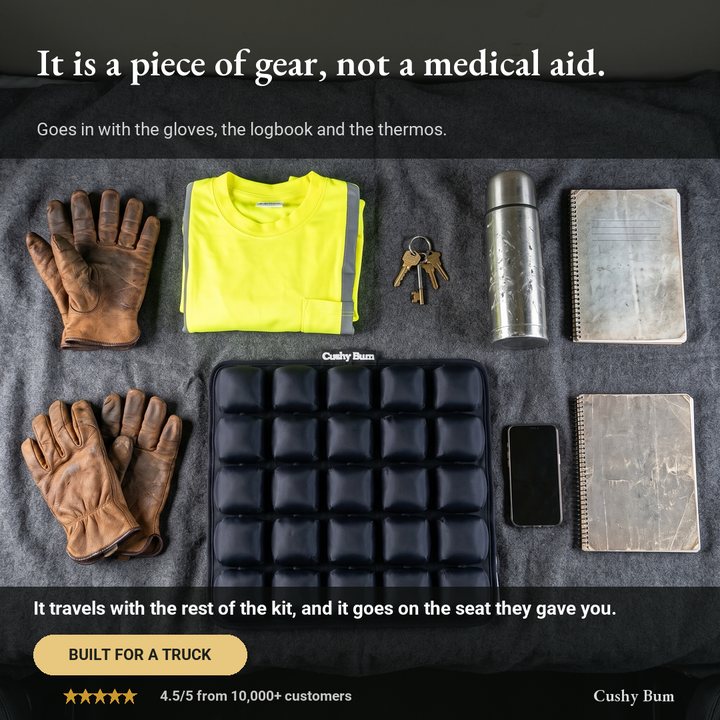 It is a piece of gear, not a medical aid.
Goes in with the gloves, the logbook and the thermos.
Cushy Bum
It travels with the rest of the kit, and it goes on the seat they gave you.
BUILT FOR A TRUCK
★★★★★ 4.5/5 from 10,000+ customers
Cushy Bum